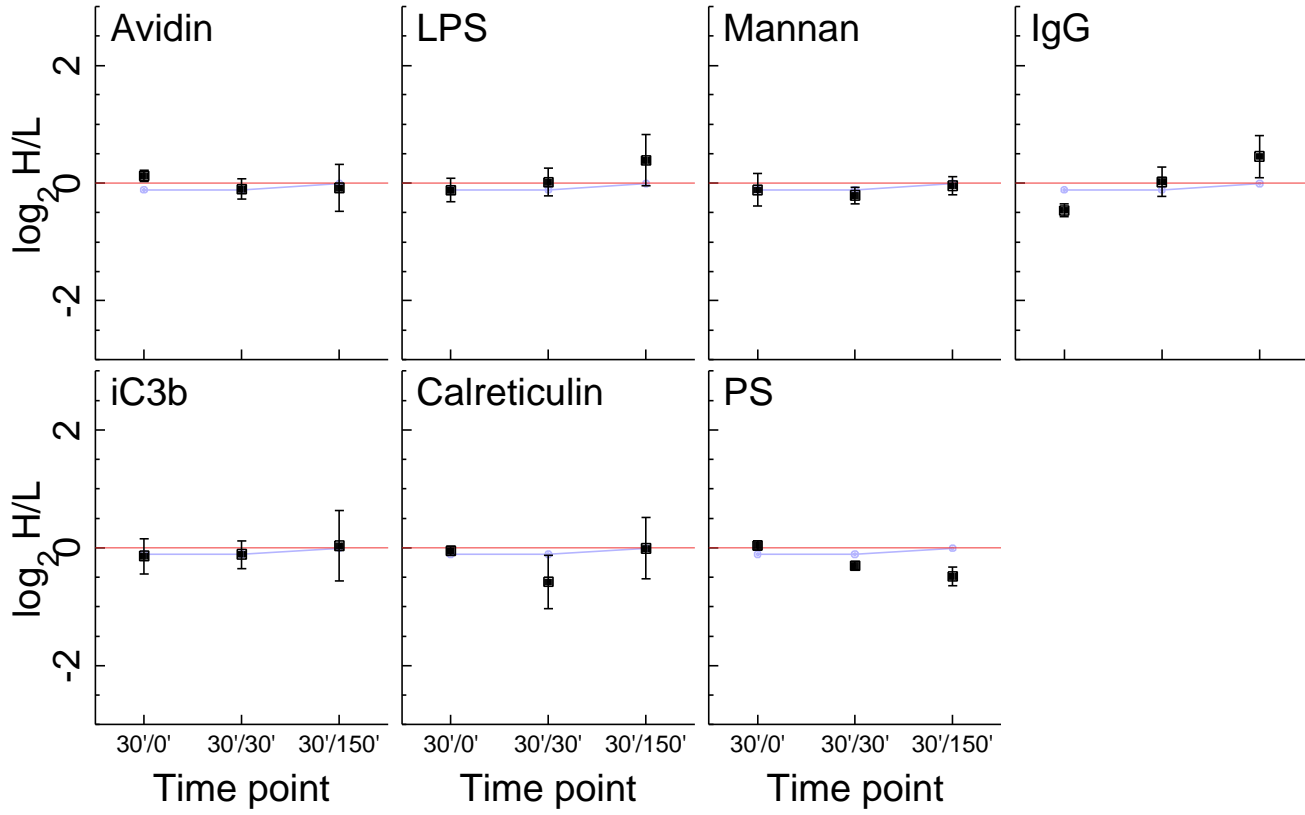 Avidin
LPS
Mannan
IgG
2
0
-2
log2 H/L
iC3b
Calreticulin
PS
2
0
-2
log2 H/L
30'/0' 30'/30' 30'/150'
30'/0' 30'/30' 30'/150'
30'/0' 30'/30' 30'/150'
Time point
Time point
Time point